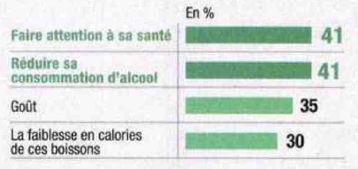 En %
Faire attention à sa santé 41
Réduire sa
consommation d'alcool 41
Goût 35
La faiblesse en calories
de ces boissons 30